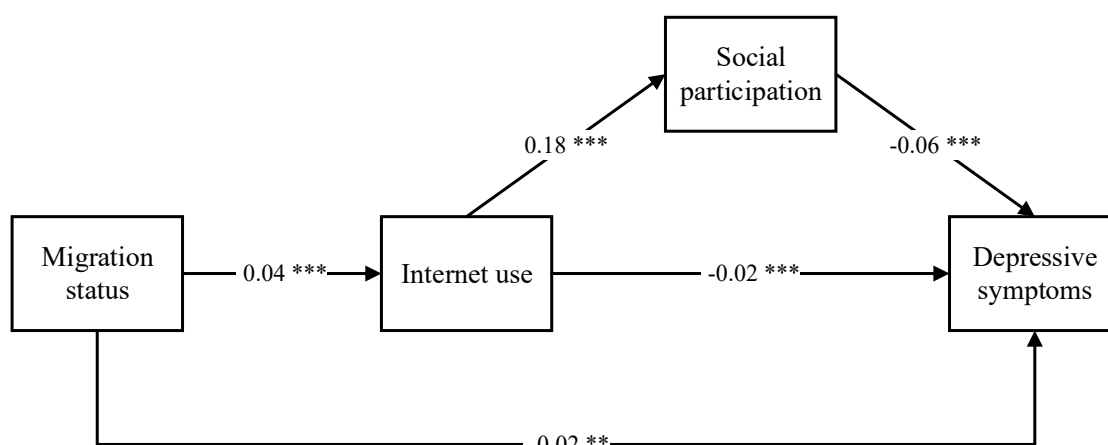 Social
participation
0.18 ***
-0.06 ***
Migration
status
0.04 ***
Internet use
-0.02 ***
Depressive
symptoms
0.02 **